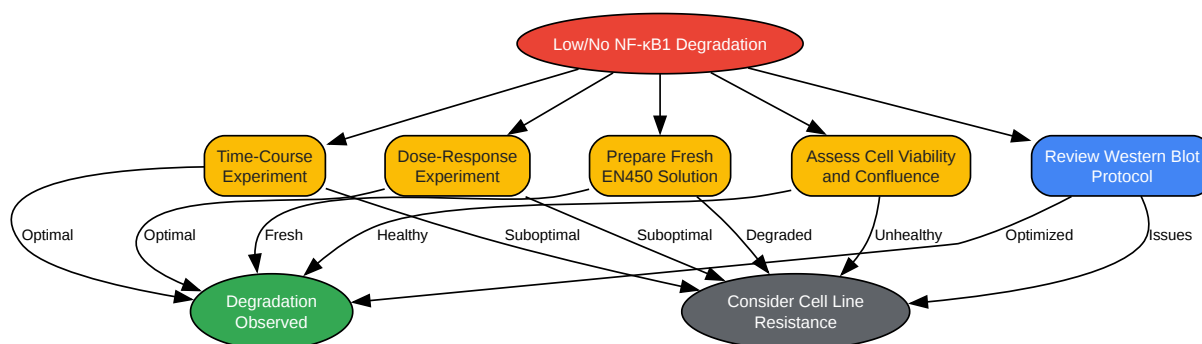 Low/No NF-κB1 Degradation
Time-Course
Experiment
Dose-Response
Experiment
Prepare Fresh
EN450 Solution
Assess Cell Viability
and Confluence
Review Western Blot
Protocol
Optimal
Optimal
Fresh
Healthy
Suboptimal
Suboptimal
Degraded
Unhealthy
Optimized
Issues
Degradation
Observed
Consider Cell Line
Resistance